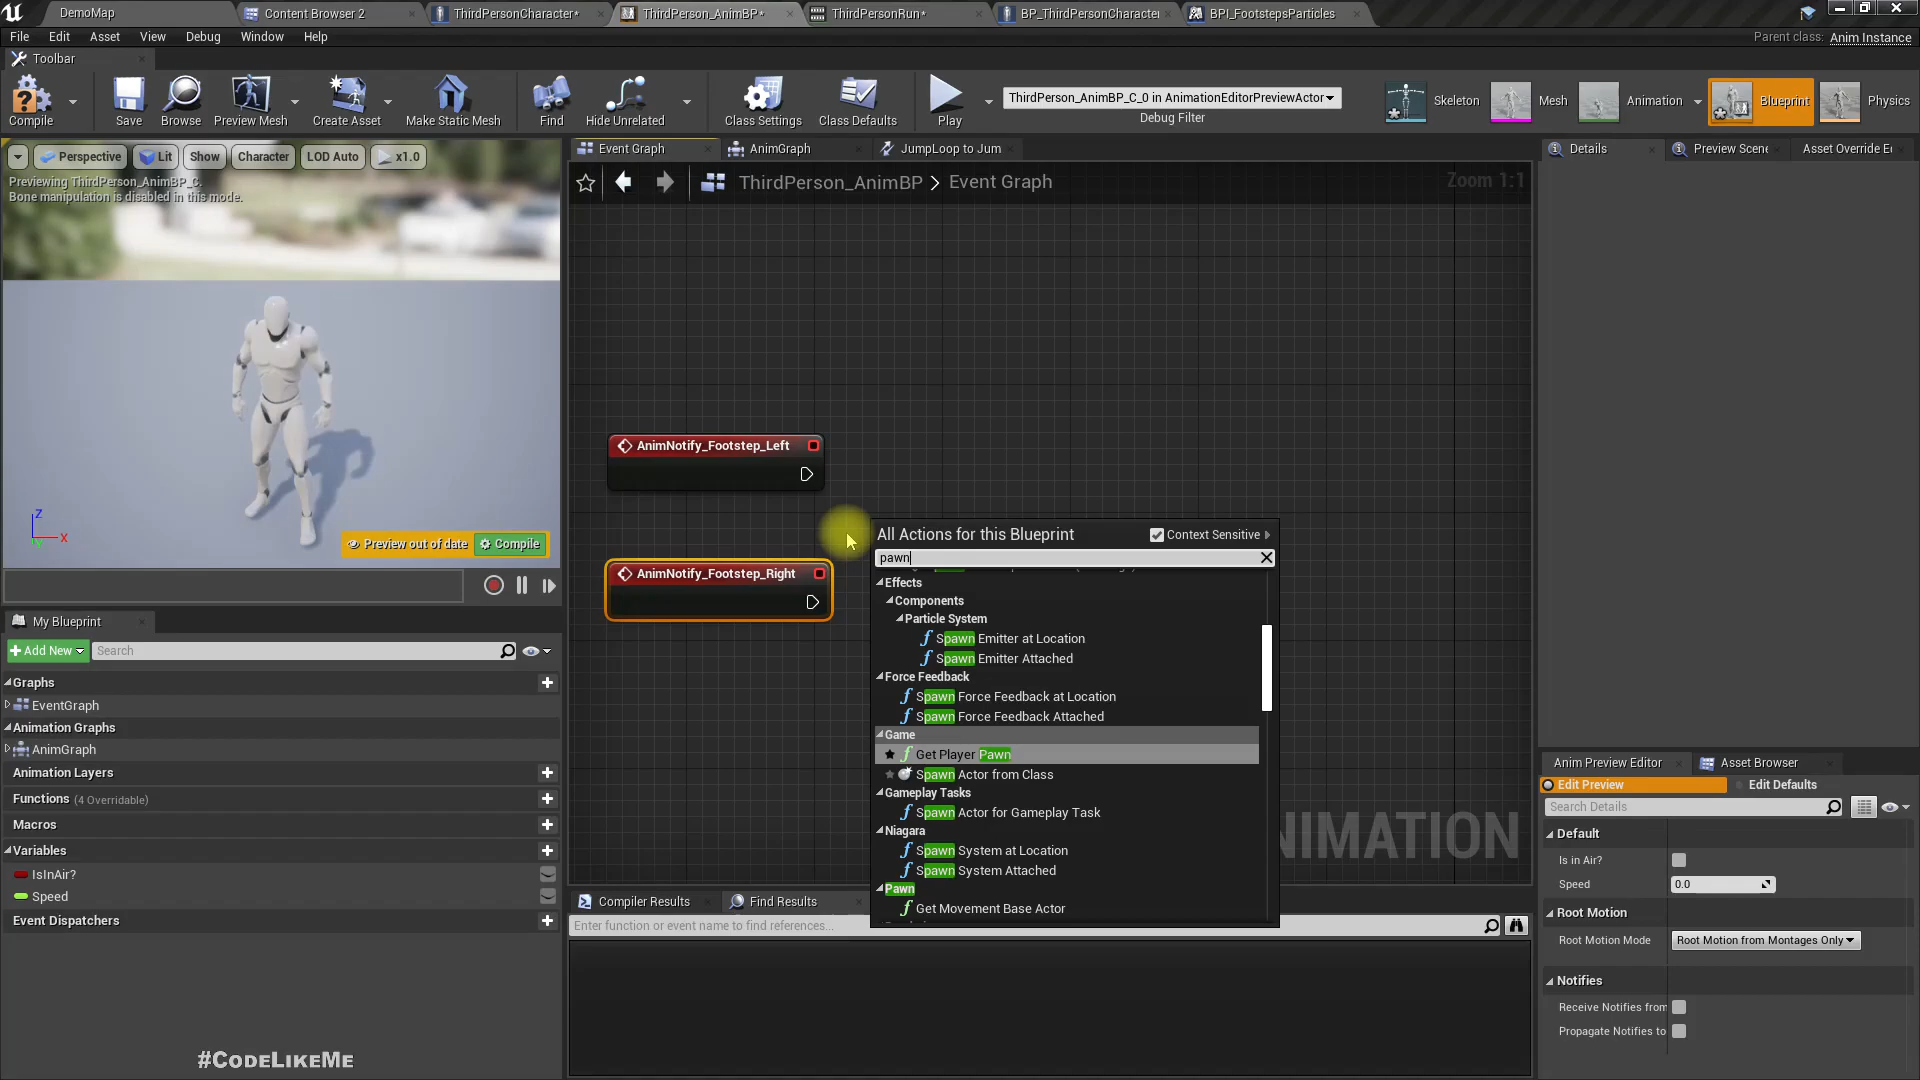 DemoMap
Content Browser 2
ThirdPersonCharacter*
ThirdPerson_AnimBP*
ThirdPersonRun*
BP_ThirdPersonCharacter
BPI_FootstepsParticles
File Edit Asset View Debug Window Help
Parent class: Anim Instance
Toolbar
Compile
Save
Browse
Preview Mesh
Create Asset
Make Static Mesh
Find
Hide Unrelated
Class Settings
Class Defaults
Play
ThirdPerson_AnimBP_C_0 in AnimationEditorPreviewActor
Debug Filter
Skeleton
Mesh
Animation
Blueprint
Physics
Perspective
Lit
Show
Character
LOD Auto
x1.0
Previewing ThirdPerson_AnimBP_C.
Bone manipulation is disabled in this mode.
Z
X
Preview out of date
Compile
My Blueprint
Add New
Search
Graphs
EventGraph
Animation Graphs
AnimGraph
Animation Layers
Functions (4 Overridable)
Macros
Variables
IsInAir?
Speed
Event Dispatchers
#CodeLikeMe
Event Graph
AnimGraph
JumpLoop to Jum
ThirdPerson_AnimBP > Event Graph
Zoom 1:1
AnimNotify_Footstep_Left
AnimNotify_Footstep_Right
All Actions for this Blueprint
Context Sensitive
pawn
Effects
Components
Particle System
Spawn Emitter at Location
Spawn Emitter Attached
Force Feedback
Spawn Force Feedback at Location
Spawn Force Feedback Attached
Game
Get Player Pawn
Spawn Actor from Class
Gameplay Tasks
Spawn Actor for Gameplay Task
Niagara
Spawn System at Location
Spawn System Attached
Pawn
Get Movement Base Actor
NIMATION
Compiler Results
Find Results
Enter function or event name to find references...
Details
Preview Scene
Asset Override E
Anim Preview Editor
Asset Browser
Edit Preview
Edit Defaults
Search Details
Default
Is in Air?
Speed
0.0
Root Motion
Root Motion Mode
Root Motion from Montages Only
Notifies
Receive Notifies from
Propagate Notifies to